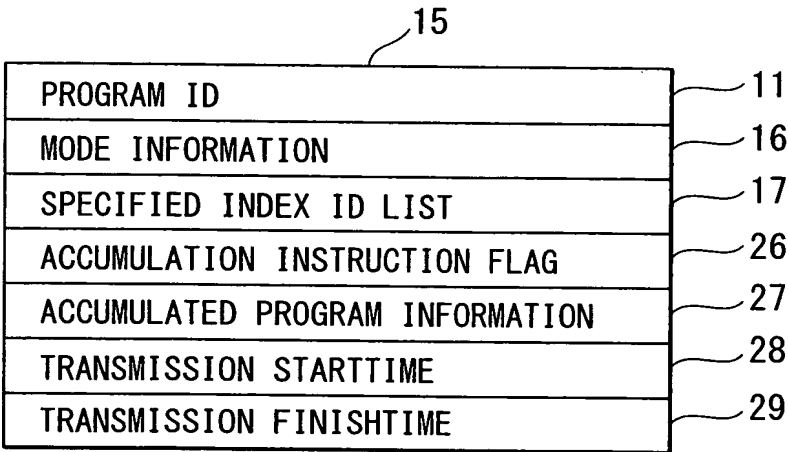 15
PROGRAM ID 11
MODE INFORMATION 16
SPECIFIED INDEX ID LIST 17
ACCUMULATION INSTRUCTION FLAG 26
ACCUMULATED PROGRAM INFORMATION 27
TRANSMISSION STARTTIME 28
TRANSMISSION FINISHTIME 29